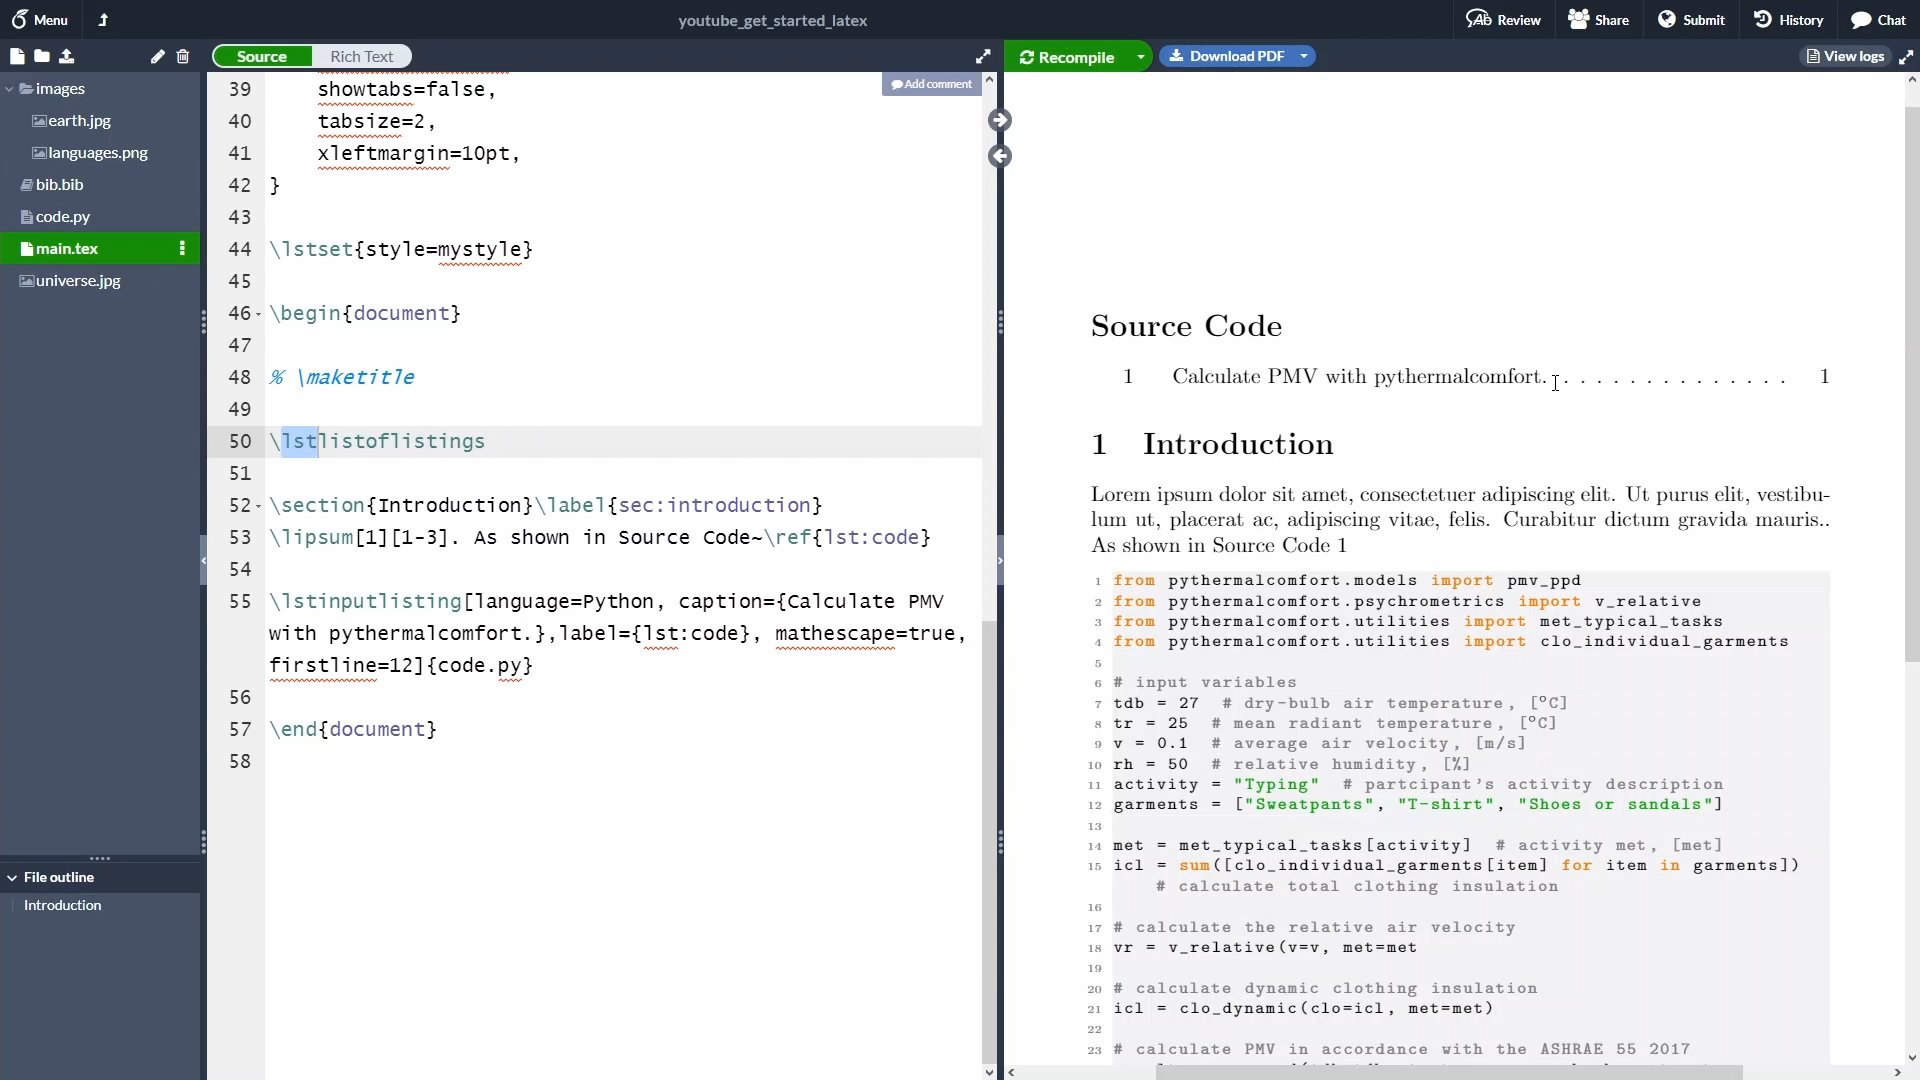 Menu
youtube_get_started_latex
Review
Share
Submit
History
Chat
Source
Rich Text
Recompile
Download PDF
View logs
images
earth.jpg
languages.png
bib.bib
code.py
main.tex
universe.jpg
File outline
Introduction
Add comment
39 showtabs=false,
40 tabsize=2,
41 xleftmargin=10pt,
42 }
43
44 \lstset{style=mystyle}
45
46 \begin{document}
47
48 % \maketitle
49
50 \lstlistoflistings
51
52 \section{Introduction}\label{sec:introduction}
53 \lipsum[1][1-3]. As shown in Source Code~\ref{lst:code}
54
55 \lstinputlisting[language=Python, caption={Calculate PMV
with pythermalcomfort.},label={lst:code}, mathescape=true,
firstline=12]{code.py}
56
57 \end{document}
58
Source Code
1 Calculate PMV with pythermalcomfort. . . . . . . . . . . . . . . . 1
1 Introduction
Lorem ipsum dolor sit amet, consectetuer adipiscing elit. Ut purus elit, vestibu-
lum ut, placerat ac, adipiscing vitae, felis. Curabitur dictum gravida mauris..
As shown in Source Code 1
1 from pythermalcomfort.models import pmv_ppd
2 from pythermalcomfort.psychrometrics import v_relative
3 from pythermalcomfort.utilities import met_typical_tasks
4 from pythermalcomfort.utilities import clo_individual_garments
5
6 # input variables
7 tdb = 27 # dry-bulb air temperature, [°C]
8 tr = 25 # mean radiant temperature, [°C]
9 v = 0.1 # average air velocity, [m/s]
10 rh = 50 # relative humidity, [%]
11 activity = "Typing" # partcipant's activity description
12 garments = ["Sweatpants", "T-shirt", "Shoes or sandals"]
13
14 met = met_typical_tasks[activity] # activity met, [met]
15 icl = sum([clo_individual_garments[item] for item in garments])
# calculate total clothing insulation
16
17 # calculate the relative air velocity
18 vr = v_relative(v=v, met=met
19
20 # calculate dynamic clothing insulation
21 icl = clo_dynamic(clo=icl, met=met)
22
23 # calculate PMV in accordance with the ASHRAE 55 2017